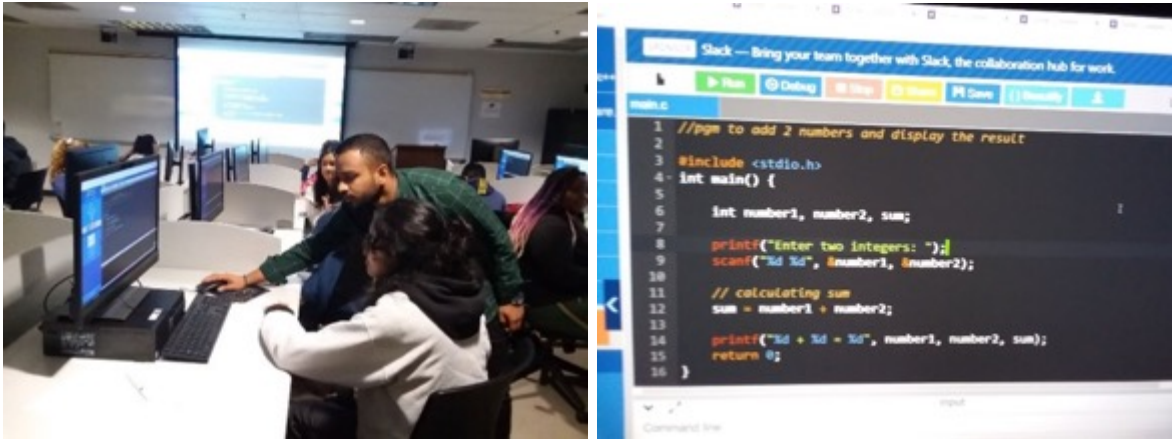 SPONSOR Slack — Bring your team together with Slack, the collaboration hub for work.
Run Debug Stop Share Save {} Beautify
main.c
1 //pgm to add 2 numbers and display the result
2
3 #include <stdio.h>
4 int main() {
5
6 int number1, number2, sum;
7
8 printf("Enter two integers: ");
9 scanf("%d %d", &number1, &number2);
10
11 // calculating sum
12 sum = number1 + number2;
13
14 printf("%d + %d = %d", number1, number2, sum);
15 return 0;
16 }
input
Command line